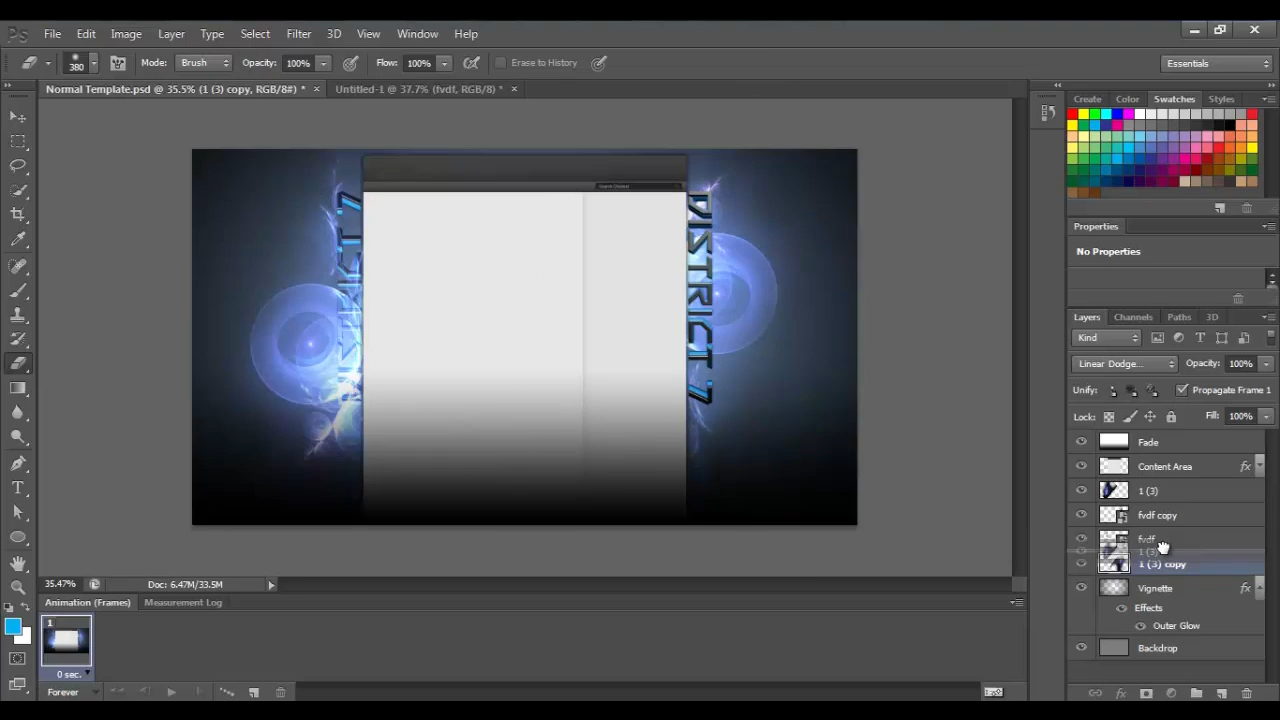 Ps File Edit Image Layer Type Select Filter 3D View Window Help
380 Mode: Brush Opacity: 100% Flow: 100% Erase to History Essentials
Normal Template.psd @ 35.5% (1 (3) copy, RGB/8#) * × Untitled-1 @ 37.7% (fvdf, RGB/8) * ×
Create Color Swatches Styles
DISTRICT 7
Properties
No Properties
Layers Channels Paths 3D
Kind
Linear Dodge... Opacity: 100%
Unify: Propagate Frame 1
Lock: Fill: 100%
Fade
Content Area fx
1 (3)
fvdf copy
fvdf
1 (3)
1 (3) copy
Vignette fx
Effects
Outer Glow
Backdrop
35.47% Doc: 6.47M/33.5M
Animation (Frames) Measurement Log
1
0 sec.
Forever